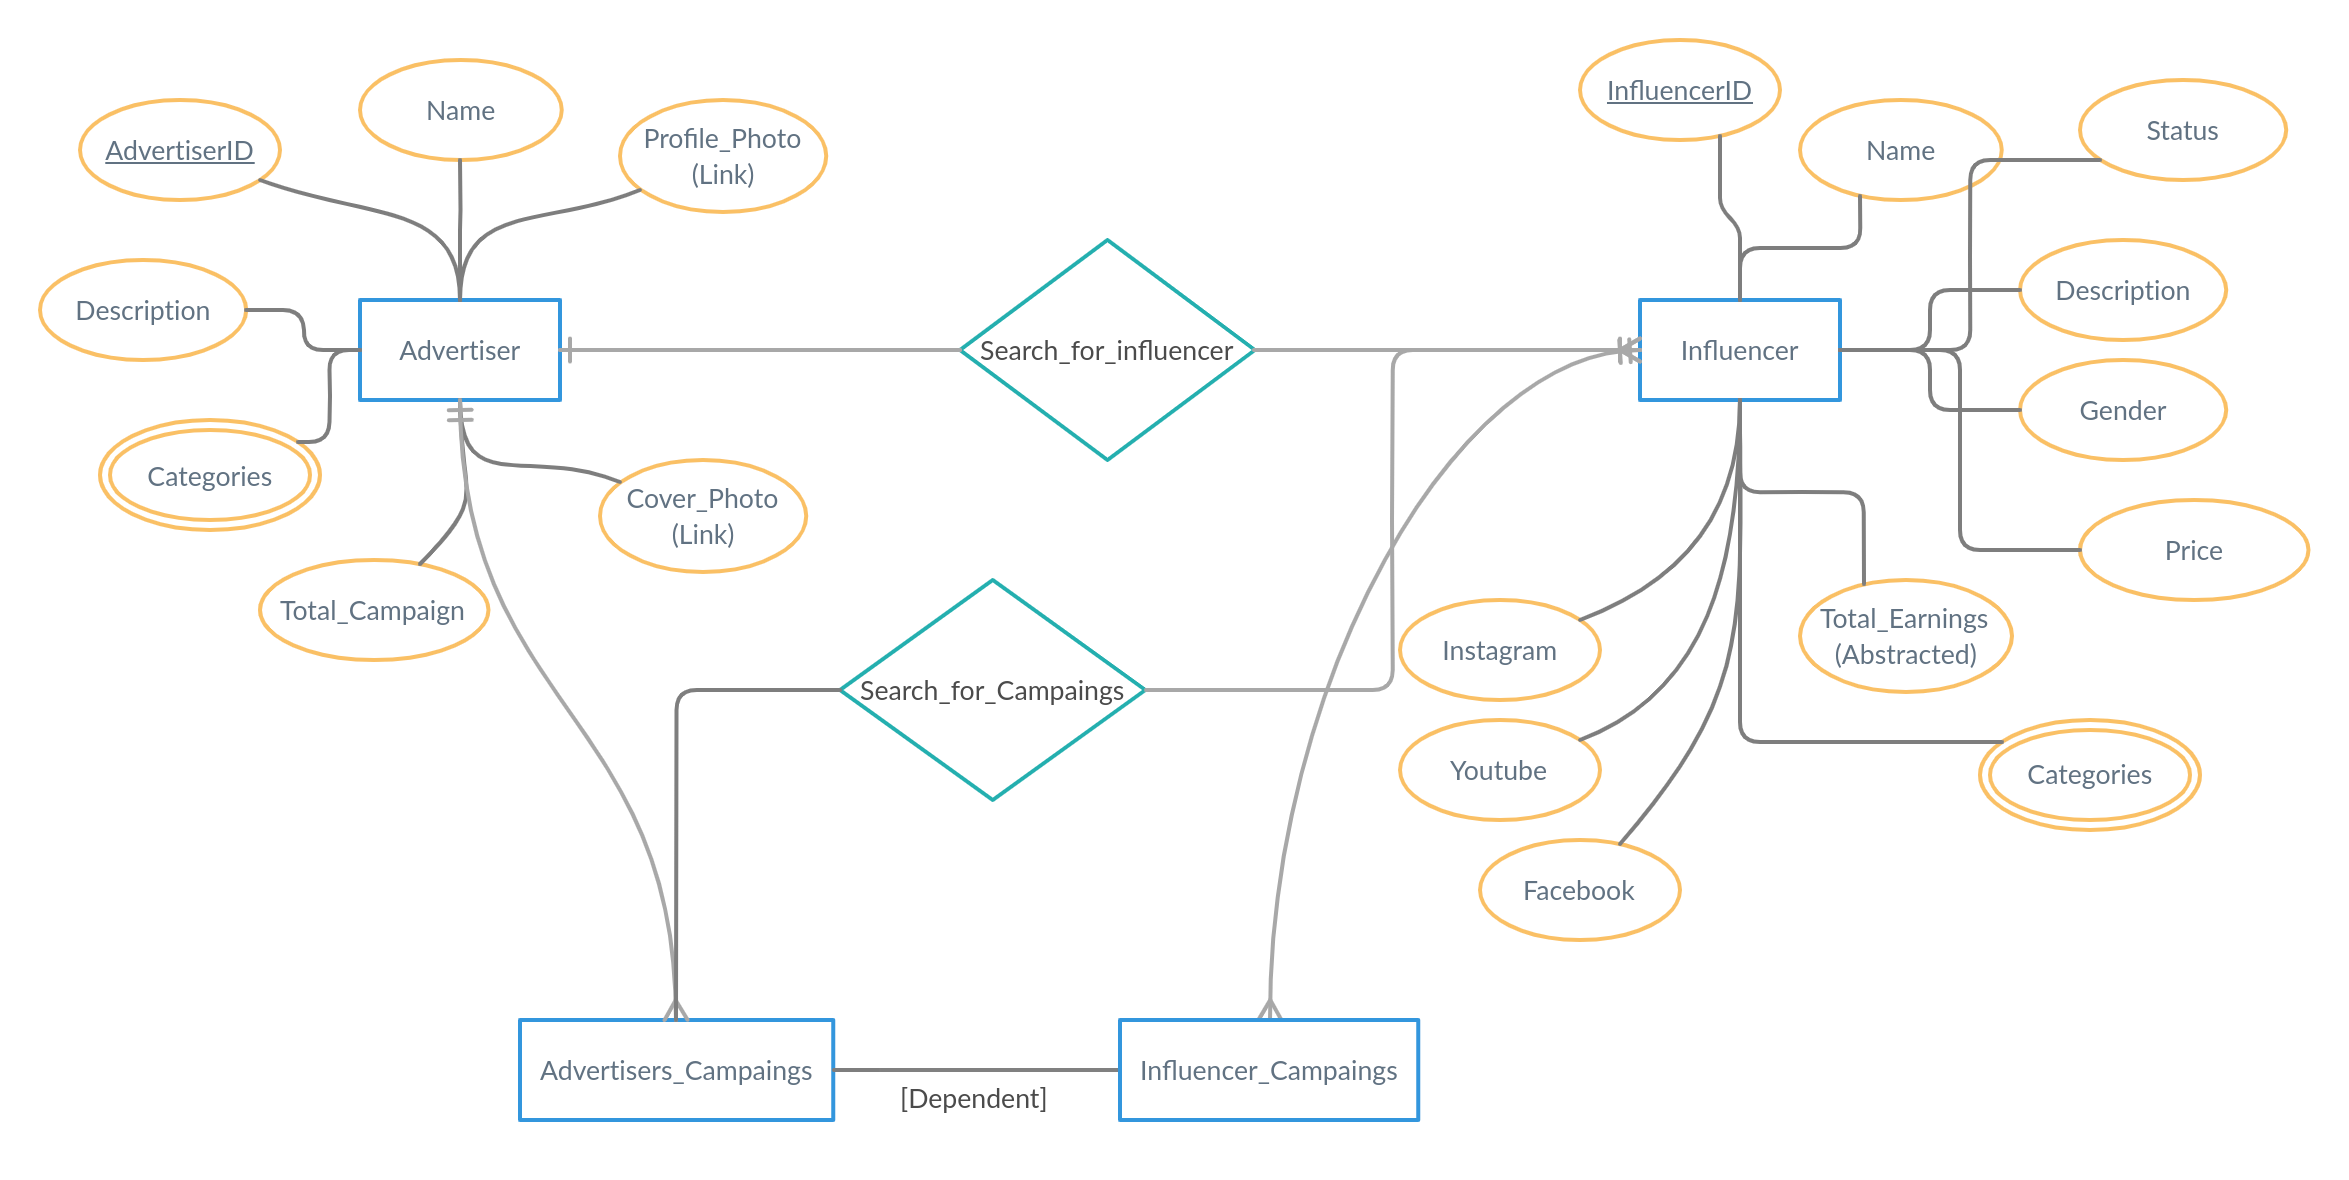 InfluencerID
Name
Status
AdvertiserID
Profile_Photo
(Link)
Name
Description
Description
Advertiser
Search_for_influencer
Influencer
Gender
Categories
Cover_Photo
(Link)
Price
Total_Campaign
Total_Earnings
(Abstracted)
Instagram
Search_for_Campaings
Youtube
Categories
Facebook
Advertisers_Campaings
Influencer_Campaings
[Dependent]